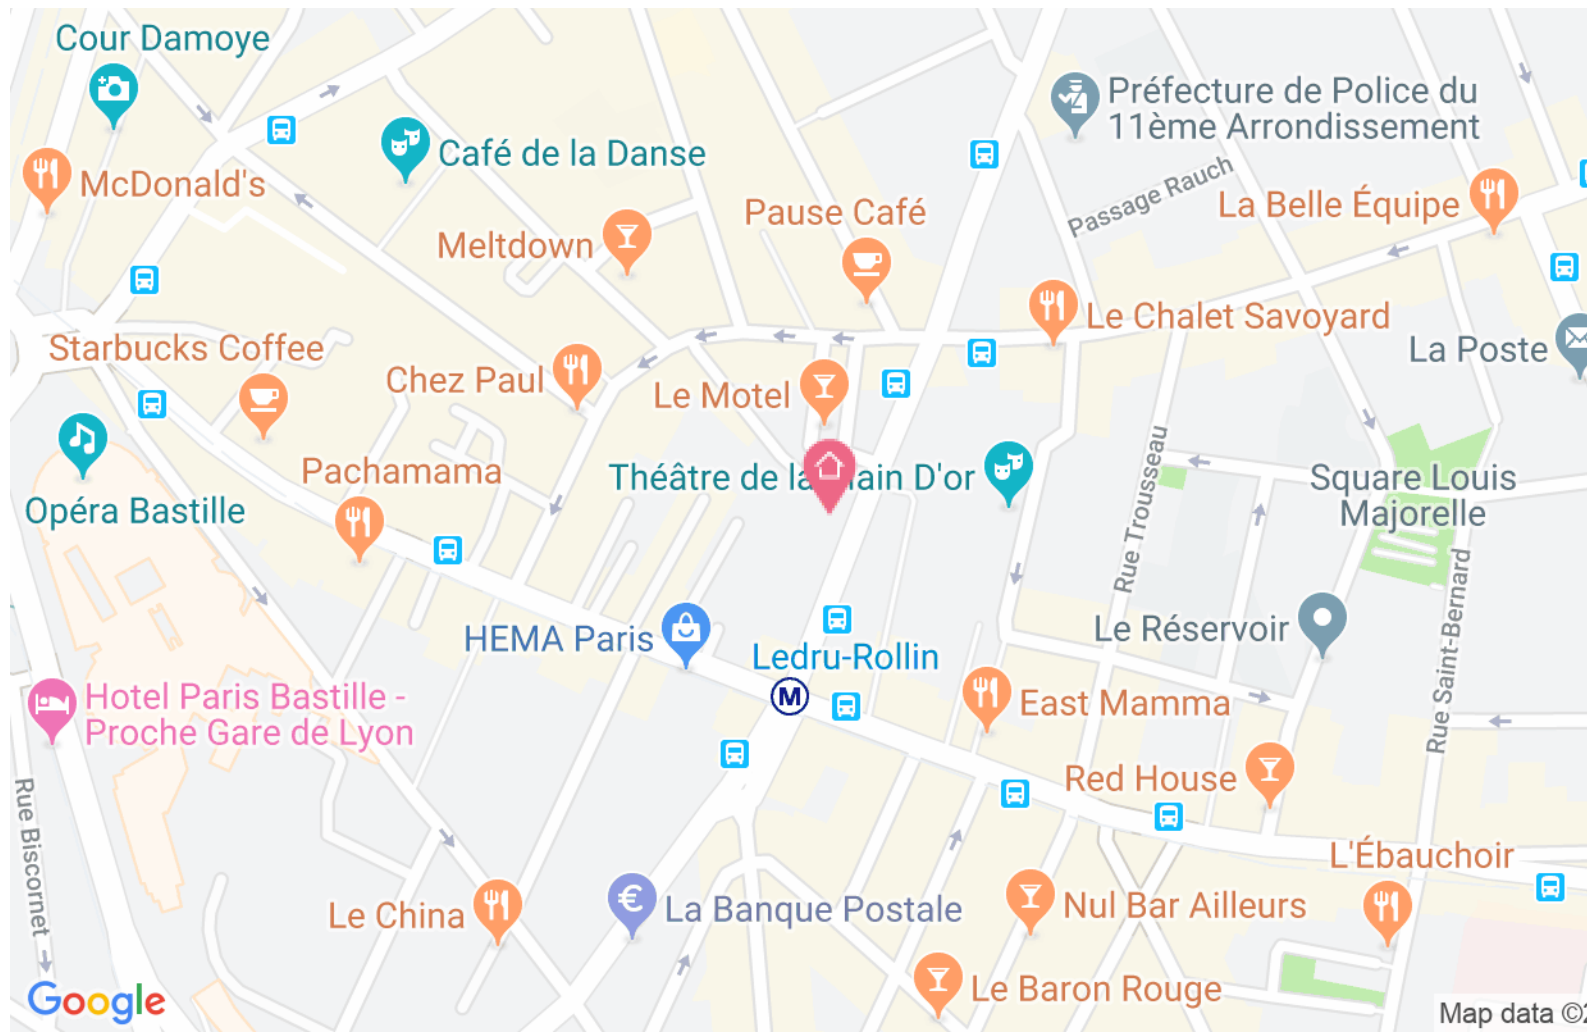 Cour Damoye
Préfecture de Police du
11ème Arrondissement
Café de la Danse
McDonald's
Passage Rauch
La Belle Équipe
Pause Café
Meltdown
Le Chalet Savoyard
Starbucks Coffee
La Poste
Chez Paul
Le Motel
Pachamama
Théâtre de la Main D'or
Square Louis
Majorelle
Opéra Bastille
Rue Trousseau
Rue Saint-Bernard
HEMA Paris
Le Réservoir
Ledru-Rollin
M
Hotel Paris Bastille -
Proche Gare de Lyon
East Mamma
Red House
Rue Biscornet
L'Ébauchoir
Le China
€
La Banque Postale
Nul Bar Ailleurs
Le Baron Rouge
Google
Map data ©